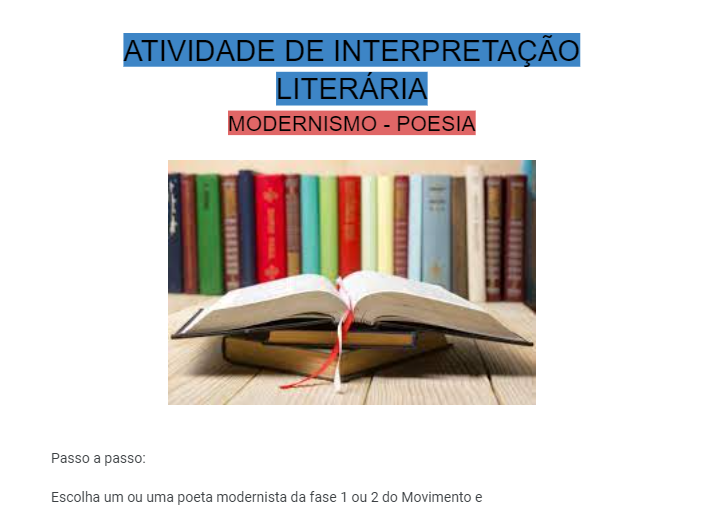 ATIVIDADE DE INTERPRETAÇÃO
LITERÁRIA
MODERNISMO - POESIA
Passo a passo:
Escolha um ou uma poeta modernista da fase 1 ou 2 do Movimento e